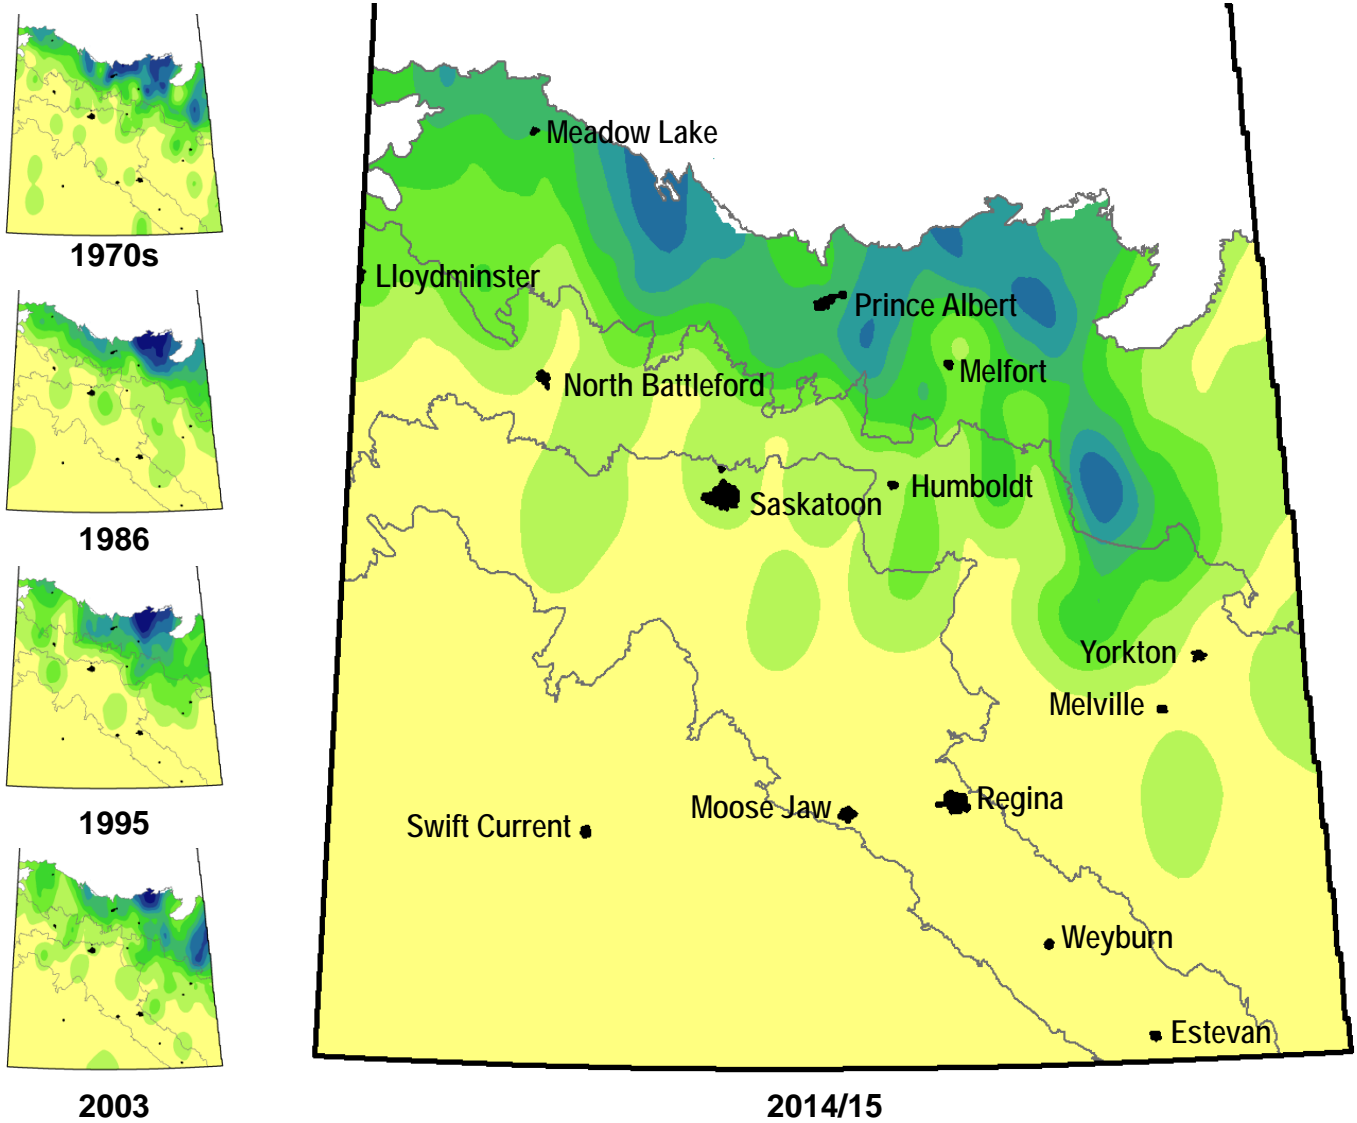 1970s
1986
1995
2003
Meadow Lake
Lloydminster
Prince Albert
Melfort
North Battleford
Humboldt
Saskatoon
Yorkton
Melville
Regina
Moose Jaw
Swift Current
Weyburn
Estevan
2014/15